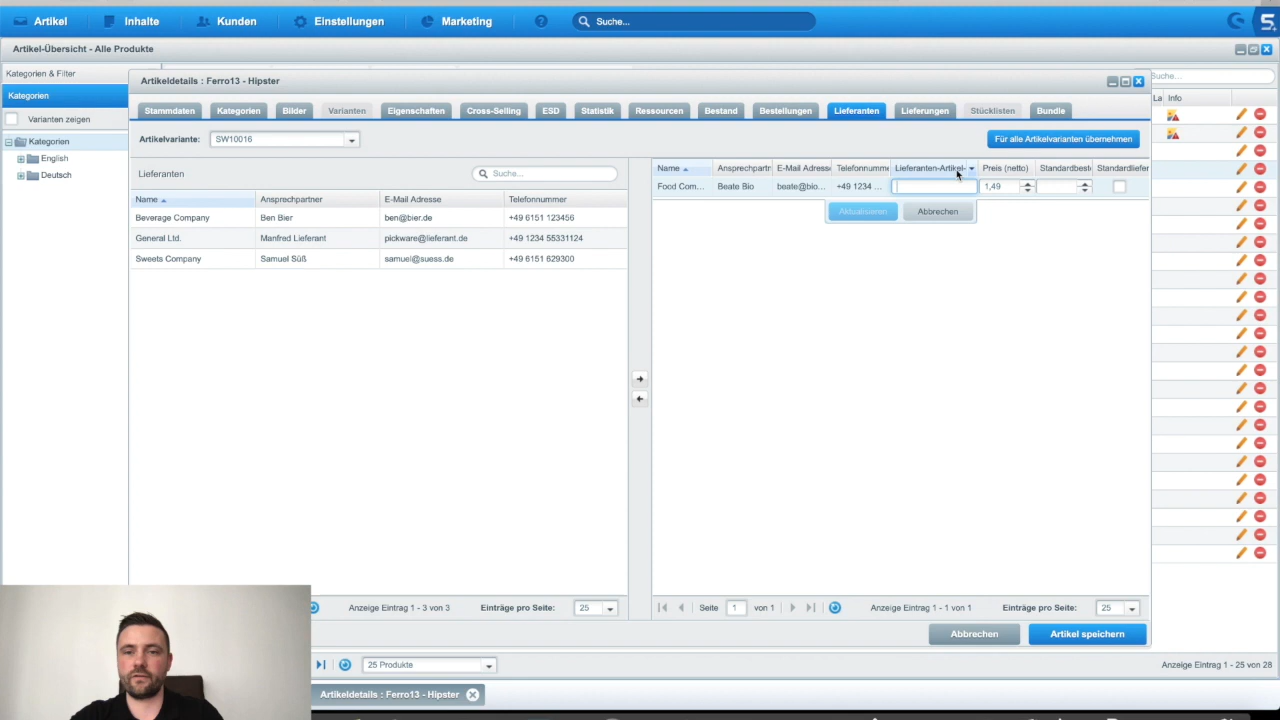 Artikel Inhalte Kunden Einstellungen Marketing Suche...
Artikel-Übersicht - Alle Produkte
Kategorien & Filter
Kategorien
Varianten zeigen
Kategorien
English
Deutsch
Suche...
La Info
Artikeldetails : Ferro13 - Hipster
Stammdaten Kategorien Bilder Varianten Eigenschaften Cross-Selling ESD Statistik Ressourcen Bestand Bestellungen Lieferanten Lieferungen Stücklisten Bundle
Artikelvariante: SW10016 Für alle Artikelvarianten übernehmen
Lieferanten Suche...
Name Ansprechpartner E-Mail Adresse Telefonnummer
Beverage Company Ben Bier ben@bier.de +49 6151 123456
General Ltd. Manfred Lieferant pickware@lieferant.de +49 1234 55331124
Sweets Company Samuel Süß samuel@suess.de +49 6151 629300
Name Ansprechpartn E-Mail Adress Telefonnumme Lieferanten-Artikel- Preis (netto) Standardbest Standardliefer
Food Com... Beate Bio beate@bio... +49 1234 ... 1,49
Aktualisieren Abbrechen
Anzeige Eintrag 1 - 3 von 3 Einträge pro Seite: 25
Seite 1 von 1 Anzeige Eintrag 1 - 1 von 1 Einträge pro Seite: 25
Abbrechen Artikel speichern
25 Produkte Anzeige Eintrag 1 - 25 von 28
Artikeldetails : Ferro13 - Hipster